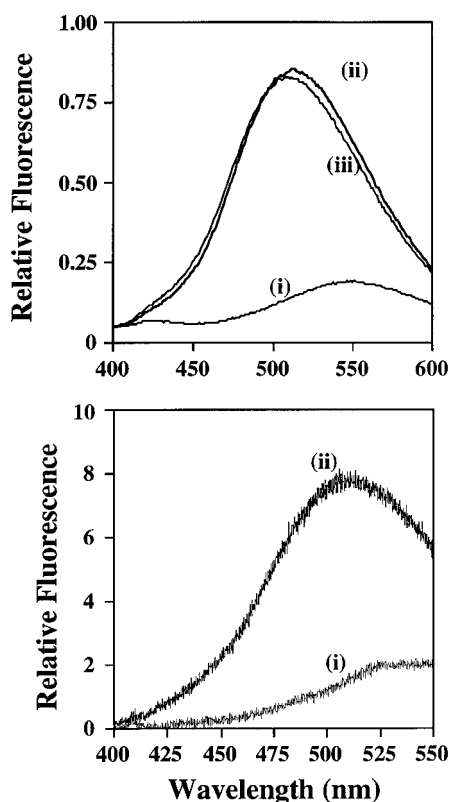 Relative Fluorescence
1.00
0.75
0.50
0.25
0
(ii)
(iii)
(i)
400 450 500 550 600
Relative Fluorescence
10
8
6
4
2
0
(ii)
(i)
400 425 450 475 500 525 550
Wavelength (nm)